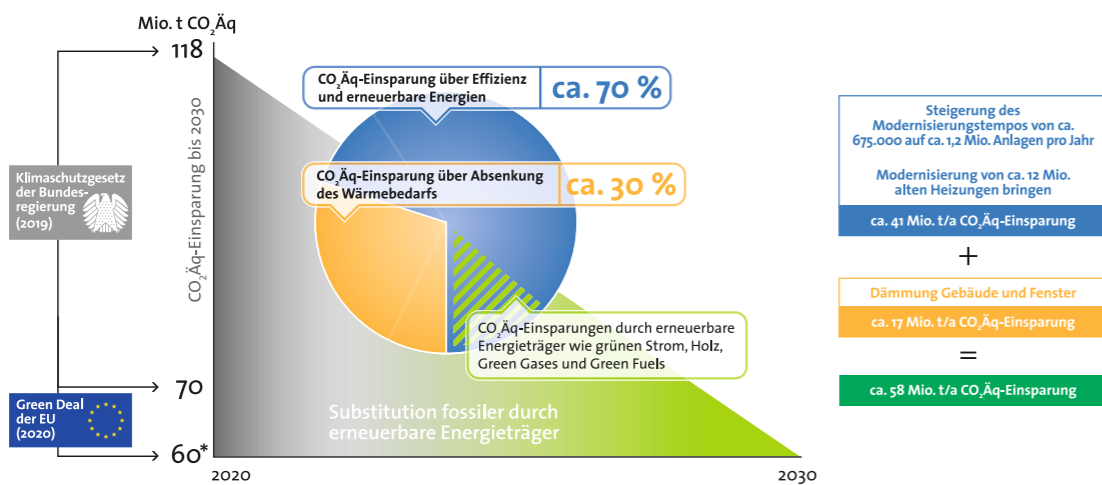 Mio. t CO₂Äq
118
CO₂Äq-Einsparung bis 2030
Klimaschutzgesetz
der Bundes-
regierung
(2019)
70
Green Deal
der EU
(2020)
60*
2020
2030
CO₂Äq-Einsparung über Effizienz
und erneuerbare Energien
ca. 70 %
CO₂Äq-Einsparung über Absenkung
des Wärmebedarfs
ca. 30 %
CO₂Äq-Einsparungen durch erneuerbare
Energieträger wie grünen Strom, Holz,
Green Gases und Green Fuels
Substitution fossiler durch
erneuerbare Energieträger
Steigerung des
Modernisierungstempos von ca.
675.000 auf ca. 1,2 Mio. Anlagen pro Jahr
Modernisierung von ca. 12 Mio.
alten Heizungen bringen
ca. 41 Mio. t/a CO₂Äq-Einsparung
+
Dämmung Gebäude und Fenster
ca. 17 Mio. t/a CO₂Äq-Einsparung
=
ca. 58 Mio. t/a CO₂Äq-Einsparung